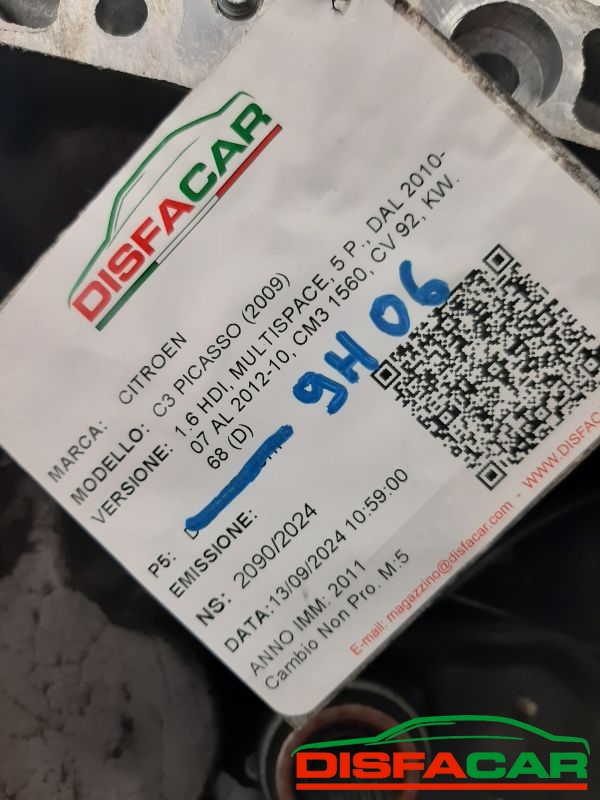 DISFACAR
MARCA: CITROEN
MODELLO: C3 PICASSO (2009)
VERSIONE: 1.6 HDI, MULTISPACE, 5 P., DAL 2010-
07 AL 2012-10, CM3 1560, CV 92, KW.
68 (D)
P5: 9H06
EMISSIONE:
NS: 2090/2024
DATA:13/09/2024 10:59:00
ANNO IMM: 2011
Cambio Non Pro. M:5
E-mail: magazzino@disfacar.com - WWW.DISFAC
DISFACAR